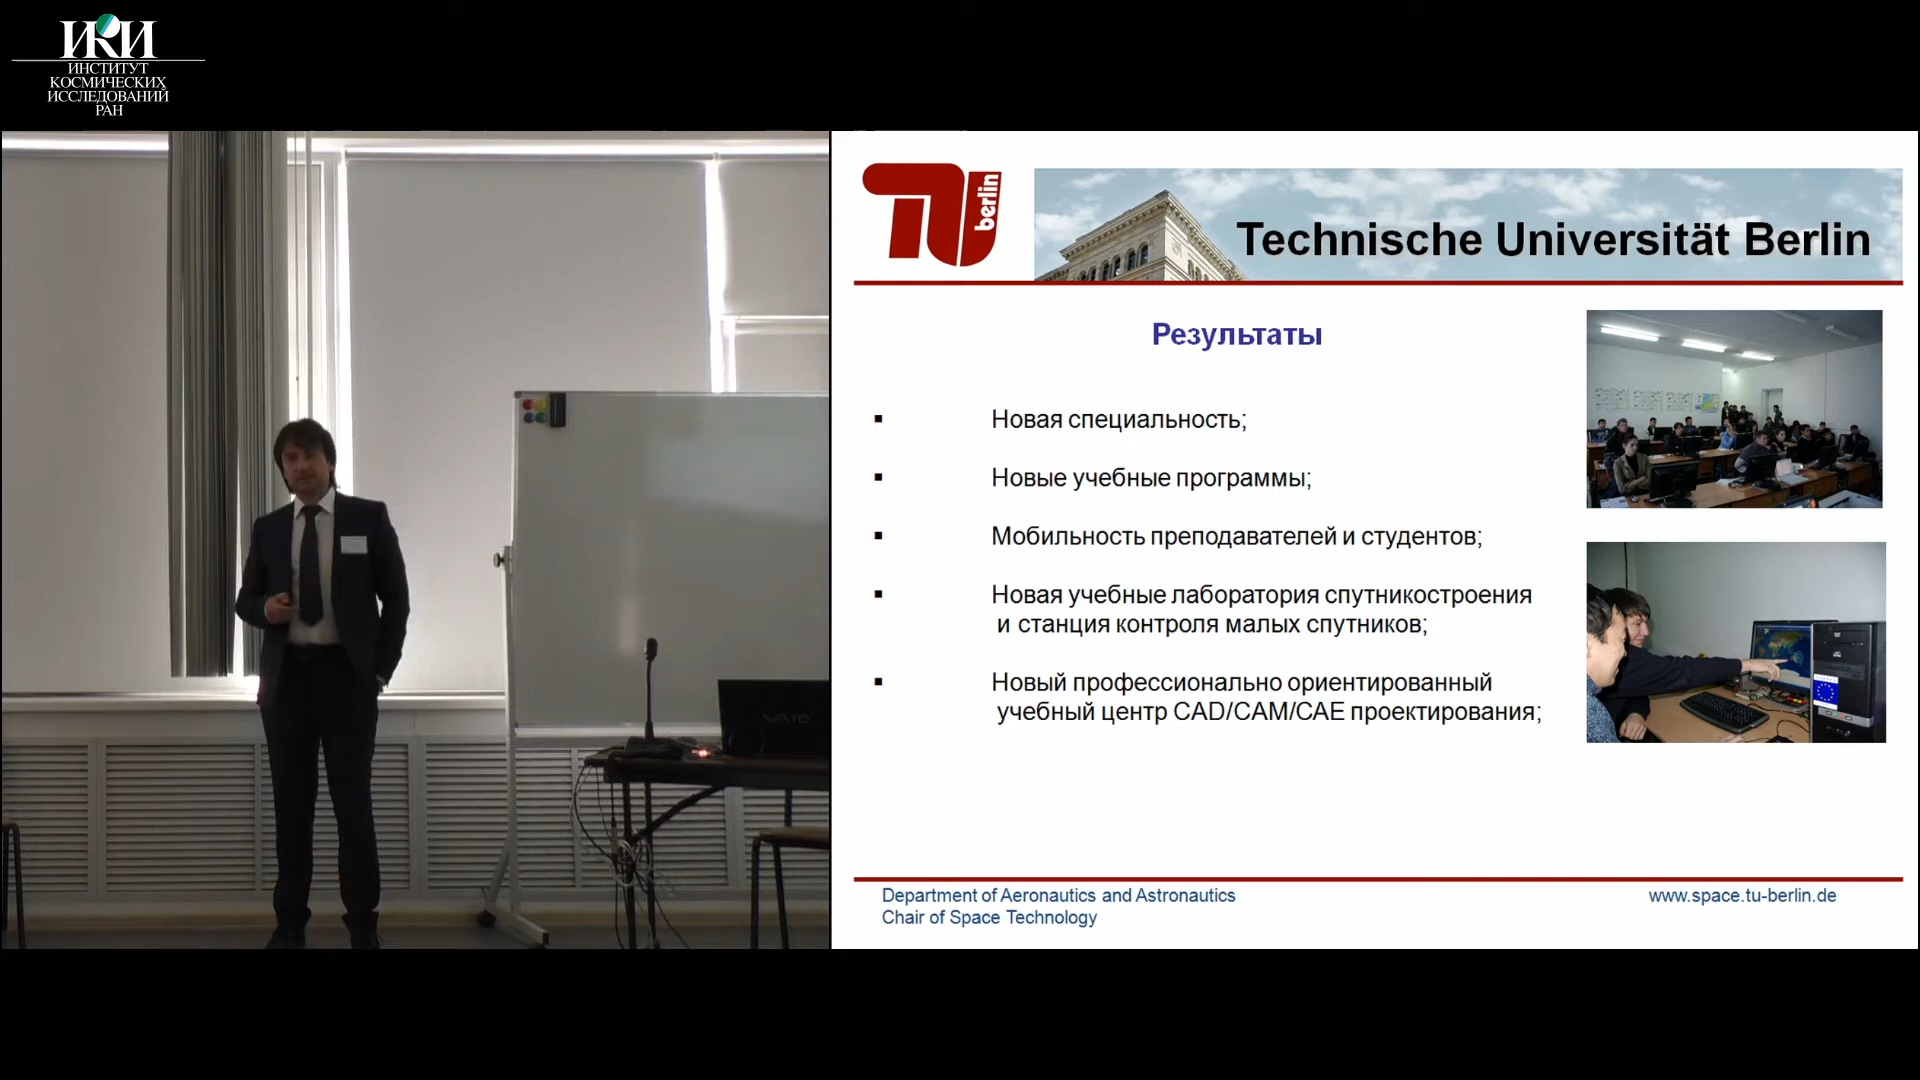 ИКИ
ИНСТИТУТ
КОСМИЧЕСКИХ
ИССЛЕДОВАНИЙ
РАН
TU berlin
Technische Universität Berlin
Результаты
Новая специальность;
Новые учебные программы;
Мобильность преподавателей и студентов;
Новая учебные лаборатория спутникостроения
и станция контроля малых спутников;
Новый профессионально ориентированный
учебный центр CAD/CAM/CAE проектирования;
VAIO
Department of Aeronautics and Astronautics
Chair of Space Technology
www.space.tu-berlin.de